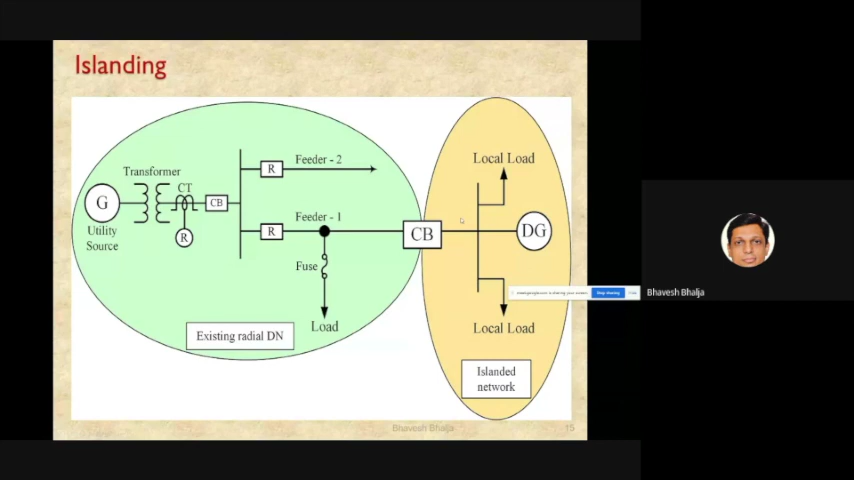 Islanding
Transformer
CT
G
CB
R
Utility
Source
R
Feeder - 2
R
Feeder - 1
Fuse
Load
Existing radial DN
CB
Local Load
DG
Local Load
Islanded
network
Stop sharing
Bhavesh Bhalja
15
Bhavesh Bhalja